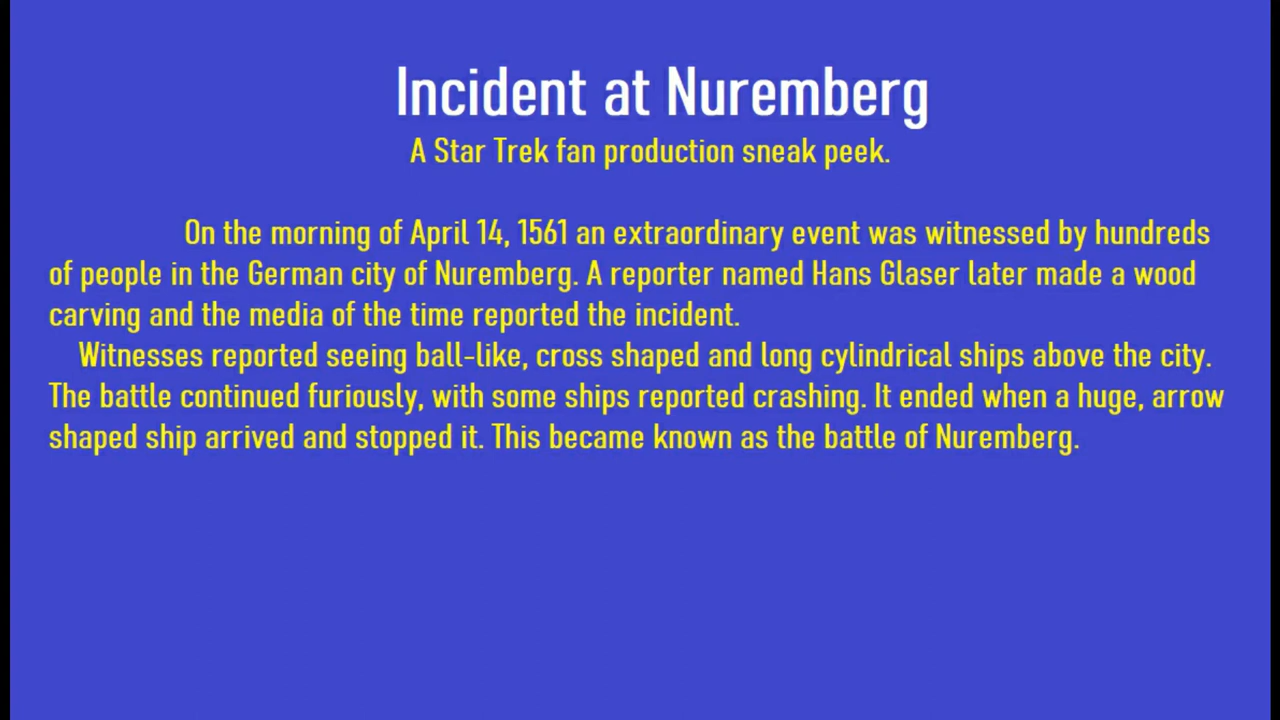 Incident at Nuremberg
A Star Trek fan production sneak peek.
On the morning of April 14, 1561 an extraordinary event was witnessed by hundreds
of people in the German city of Nuremberg. A reporter named Hans Glaser later made a wood
carving and the media of the time reported the incident.
Witnesses reported seeing ball-like, cross shaped and long cylindrical ships above the city.
The battle continued furiously, with some ships reported crashing. It ended when a huge, arrow
shaped ship arrived and stopped it. This became known as the battle of Nuremberg.